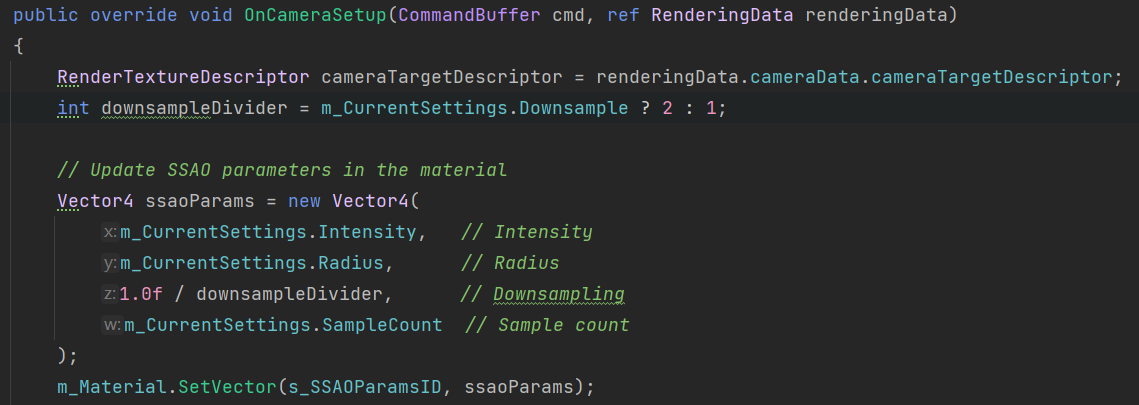 public override void OnCameraSetup(CommandBuffer cmd, ref RenderingData renderingData)
{
    RenderTextureDescriptor cameraTargetDescriptor = renderingData.cameraData.cameraTargetDescriptor;
    int downsampleDivider = m_CurrentSettings.Downsample ? 2 : 1;
    // Update SSAO parameters in the material
    Vector4 ssaoParams = new Vector4(
        x: m_CurrentSettings.Intensity,   // Intensity
        y: m_CurrentSettings.Radius,      // Radius
        z: 1.0f / downsampleDivider,      // Downsampling
        w: m_CurrentSettings.SampleCount  // Sample count
    );
    m_Material.SetVector(s_SSAOParamsID, ssaoParams);